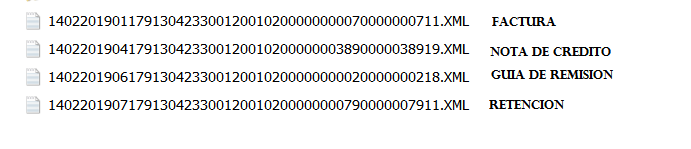 1402201901179130423300120010200000000070000000711.XML FACTURA
1402201904179130423300120010200000003890000038919.XML NOTA DE CREDITO
1402201906179130423300120010200000000020000000218.XML GUIA DE REMISION
1402201907179130423300120010200000000790000007911.XML RETENCION